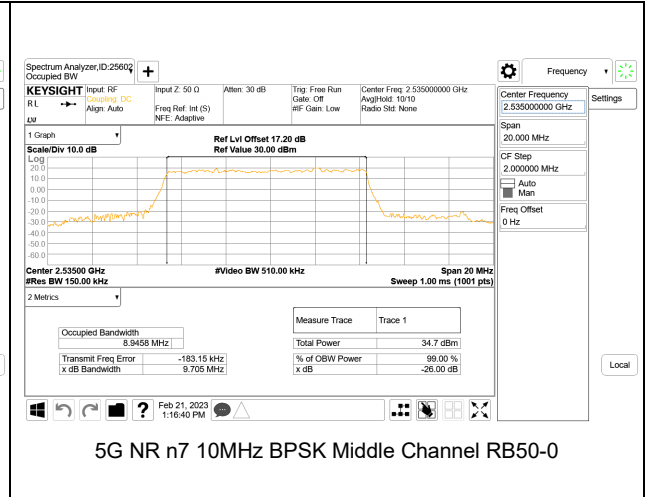 Spectrum Analyzer,ID:25602
Occupied BW
Frequency
KEYSIGHT
R L
Input: RF
Coupling: DC
Align: Auto
Input Z: 50 Ω
Freq Ref: Int (S)
NFE: Adaptive
Atten: 30 dB
Trig: Free Run
Gate: Off
#IF Gain: Low
Center Freq: 2.535000000 GHz
Avg|Hold: 10/10
Radio Std: None
Center Frequency
2.535000000 GHz
Settings
Span
20.000 MHz
CF Step
2.000000 MHz
Auto
Man
Freq Offset
0 Hz
1 Graph
Scale/Div 10.0 dB
Ref Lvl Offset 17.20 dB
Ref Value 30.00 dBm
Log
20.0
10.0
0.00
-10.0
-20.0
-30.0
-40.0
-50.0
-60.0
Center 2.53500 GHz
#Res BW 150.00 kHz
#Video BW 510.00 kHz
Span 20 MHz
Sweep 1.00 ms (1001 pts)
2 Metrics
Occupied Bandwidth
8.9458 MHz
Transmit Freq Error -183.15 kHz
x dB Bandwidth 9.705 MHz
Measure Trace Trace 1
Total Power 34.7 dBm
% of OBW Power 99.00 %
x dB -26.00 dB
Local
?
Feb 21, 2023
1:16:40 PM
5G NR n7 10MHz BPSK Middle Channel RB50-0